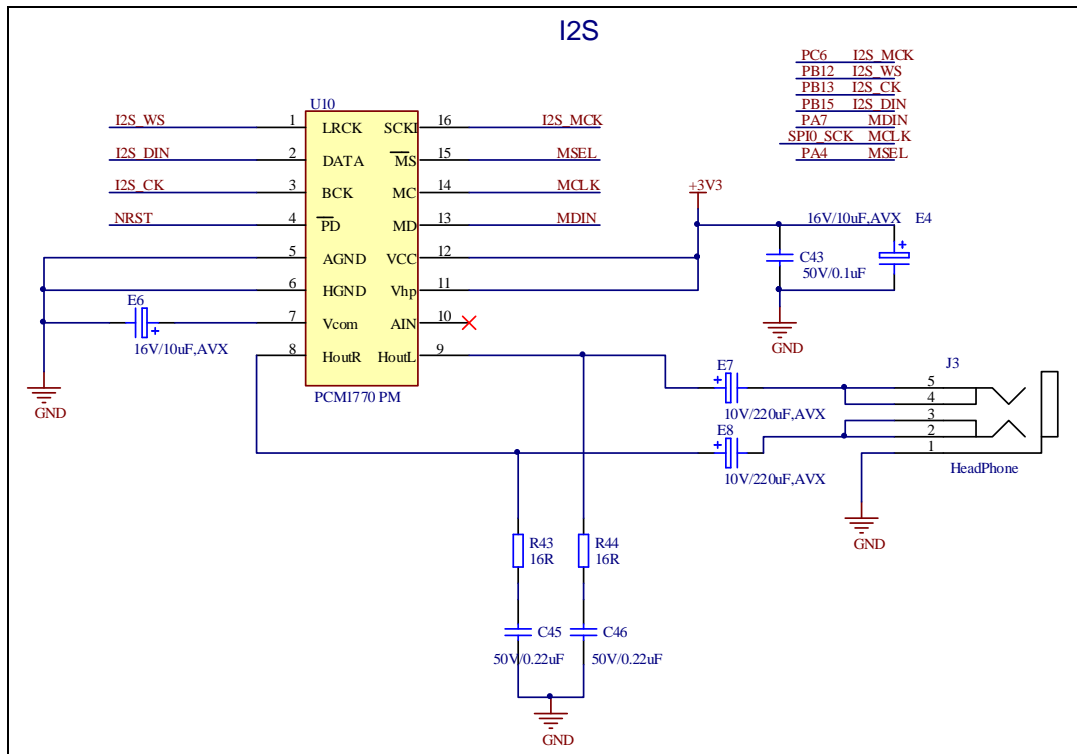 I2S
PC6 I2S_MCK
PB12 I2S_WS
PB13 I2S_CK
PB15 I2S_DIN
PA7 MDIN
SPI0_SCK MCLK
PA4 MSEL
U10
I2S_WS 1 LRCK SCKI 16 I2S_MCK
I2S_DIN 2 DATA MS 15 MSEL
I2S_CK 3 BCK MC 14 MCLK
NRST 4 PD MD 13 MDIN
5 AGND VCC 12
6 HGND Vhp 11
7 Vcom AIN 10
8 HoutR HoutL 9
PCM1770 PM
E6
+
16V/10uF,AVX
GND
+3V3
16V/10uF,AVX E4
+
C43
50V/0.1uF
GND
E7
+
10V/220uF,AVX
E8
+
10V/220uF,AVX
J3
5
4
3
2
1
HeadPhone
GND
R43
16R
R44
16R
C45
50V/0.22uF
C46
50V/0.22uF
GND